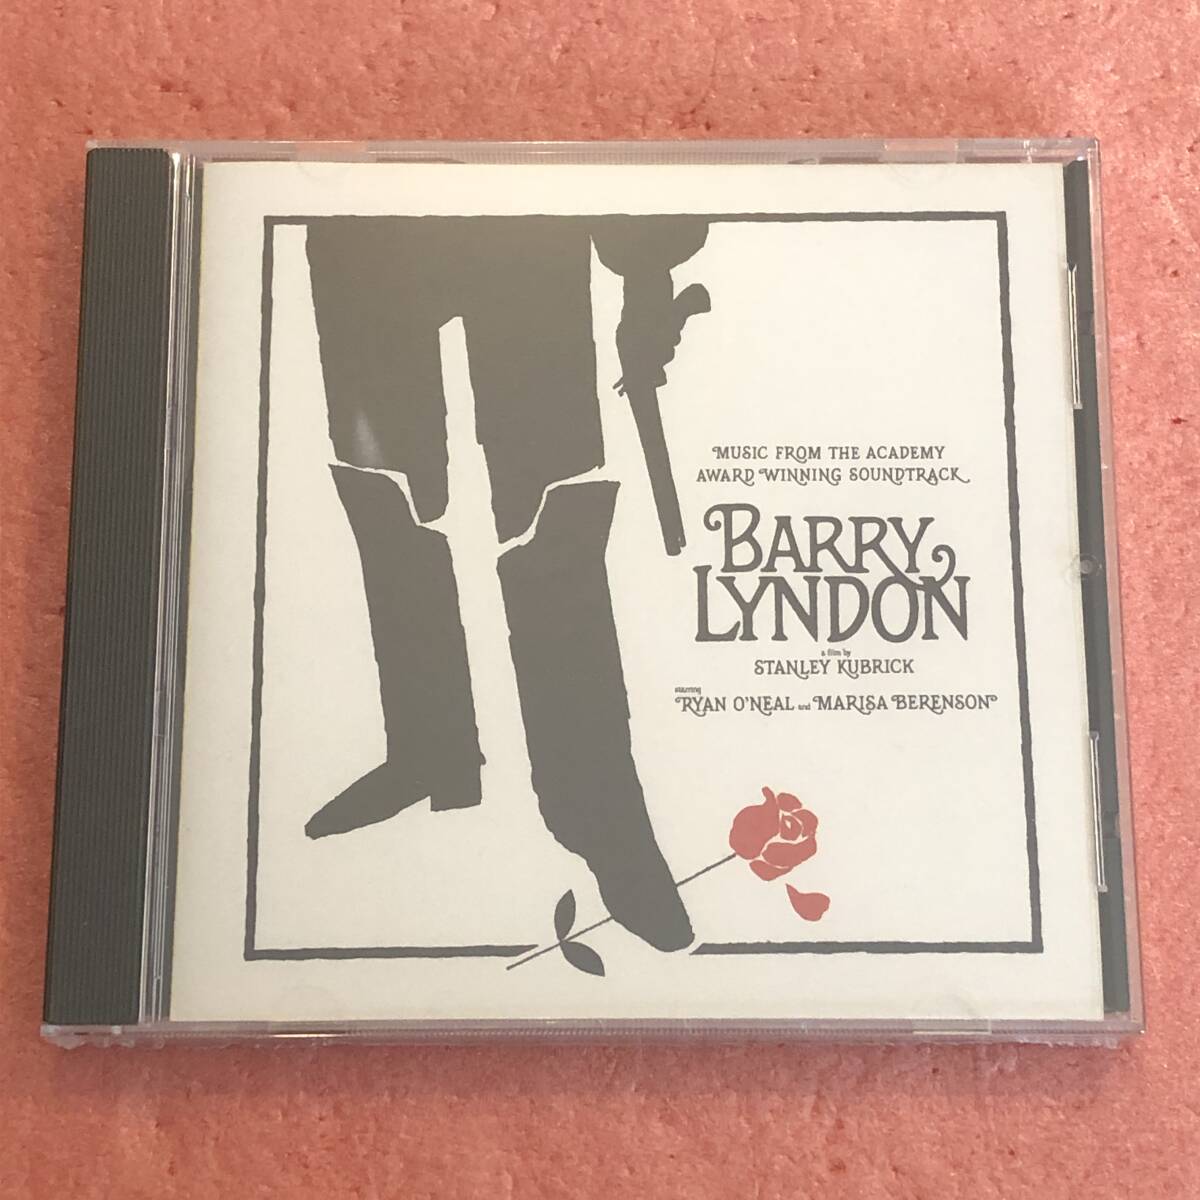 MUSIC FROM THE ACADEMY
AWARD WINNING SOUNDTRACK
BARRY
LYNDON
a film by
STANLEY KUBRICK
starring
RYAN O'NEAL and MARISA BERENSON